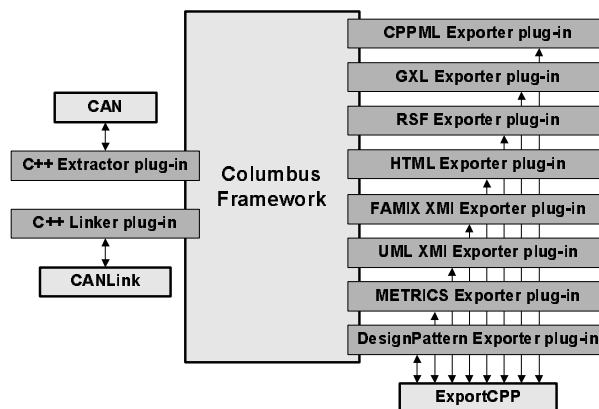 CPPML Exporter plug-in
GXL Exporter plug-in
CAN
RSF Exporter plug-in
C++ Extractor plug-in
HTML Exporter plug-in
Columbus
Framework
FAMIX XMI Exporter plug-in
C++ Linker plug-in
UML XMI Exporter plug-in
CANLink
METRICS Exporter plug-in
DesignPattern Exporter plug-in
ExportCPP